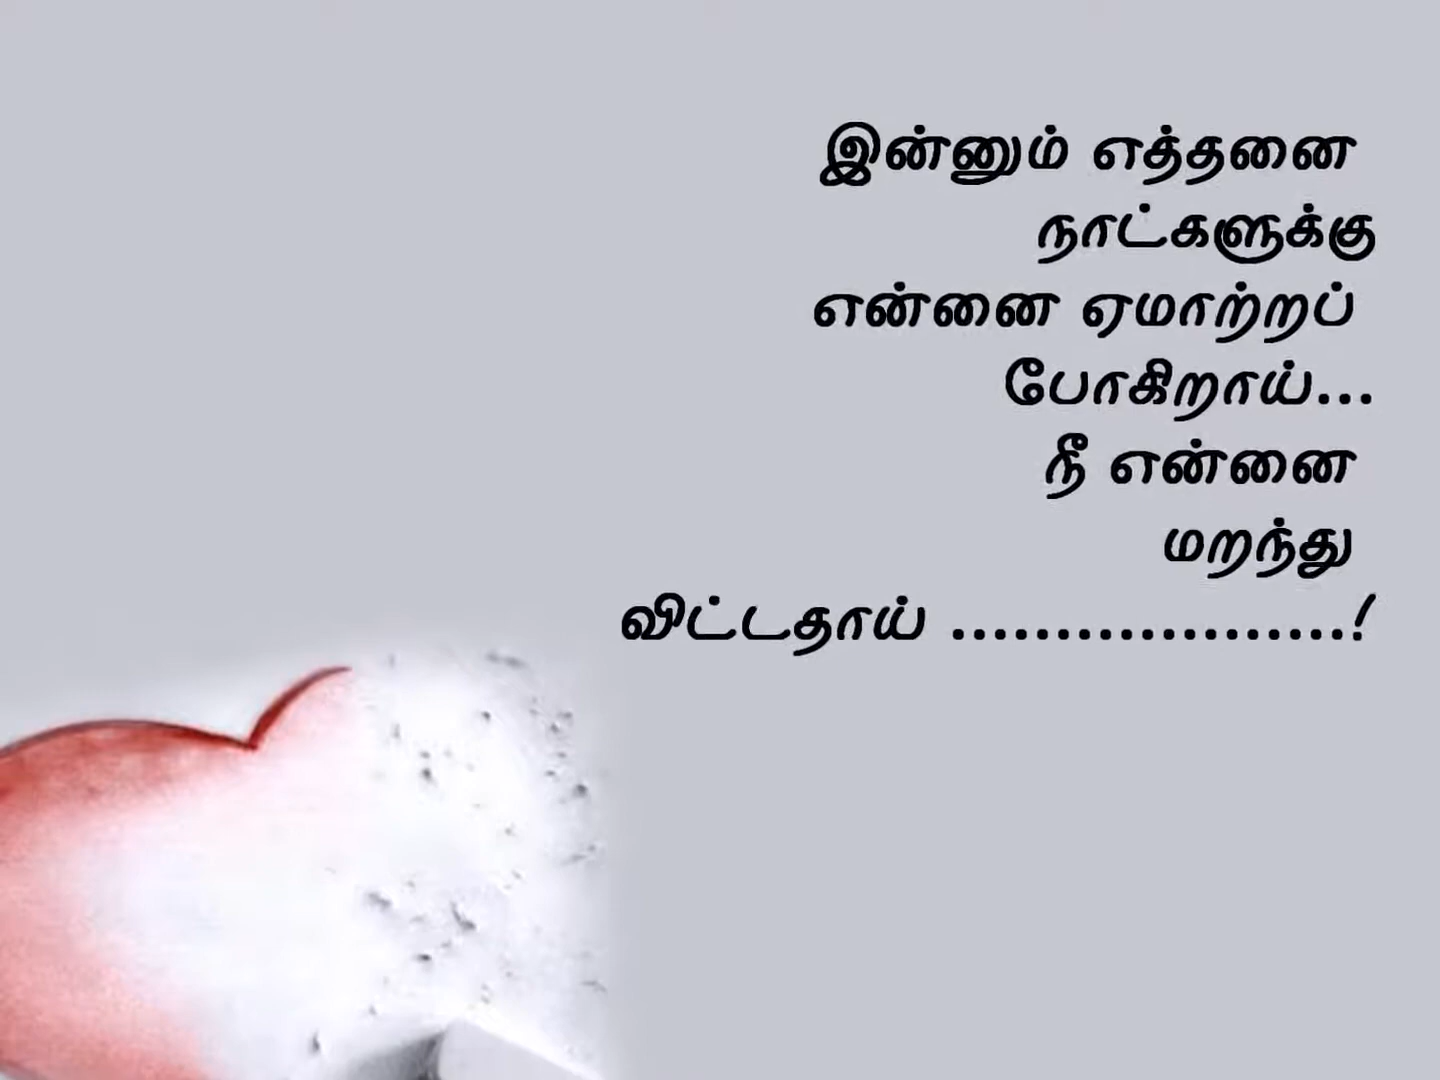 இன்னும் எத்தனை
நாட்களுக்கு
என்னை ஏமாற்றப்
போகிறாய்...
நீ என்னை
மறந்து
விட்டதாய் ...................!